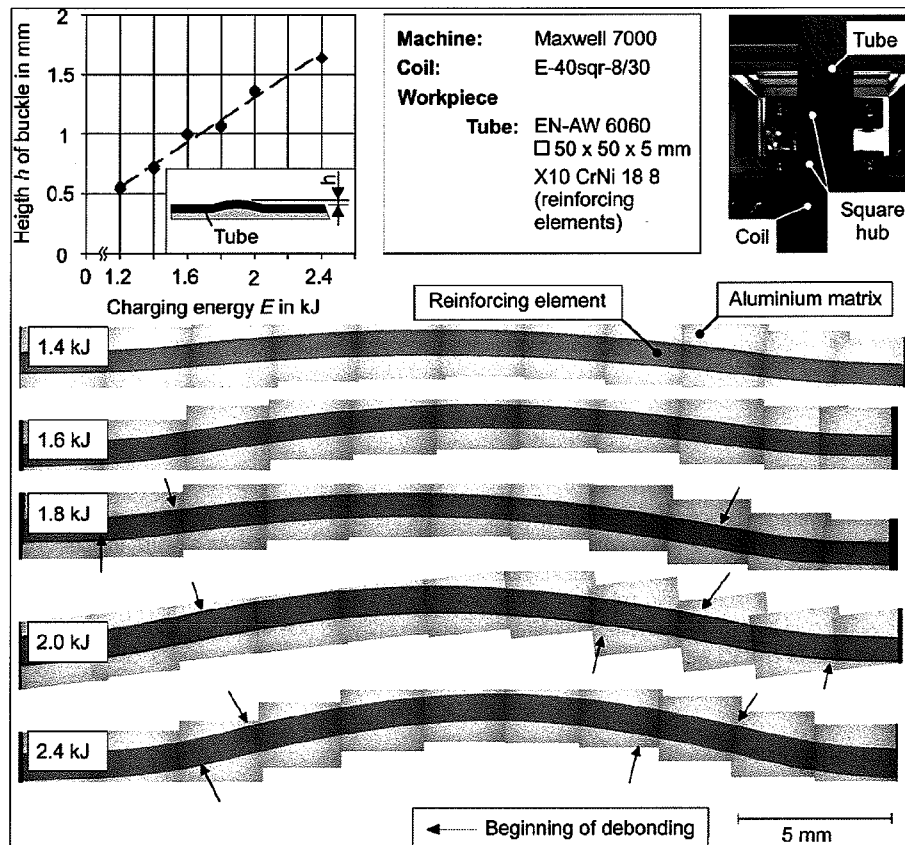 2
1.5
1
0.5
0
Heigth h of buckle in mm
h
Tube
0 1.2 1.6 2 2.4
Charging energy E in kJ
Machine: Maxwell 7000
Coil: E-40sqr-8/30
Workpiece
Tube: EN-AW 6060
□ 50 x 50 x 5 mm
X10 CrNi 18 8
(reinforcing
elements)
Tube
Coil
Square
hub
Reinforcing element
Aluminium matrix
1.4 kJ
1.6 kJ
1.8 kJ
2.0 kJ
2.4 kJ
Beginning of debonding
5 mm